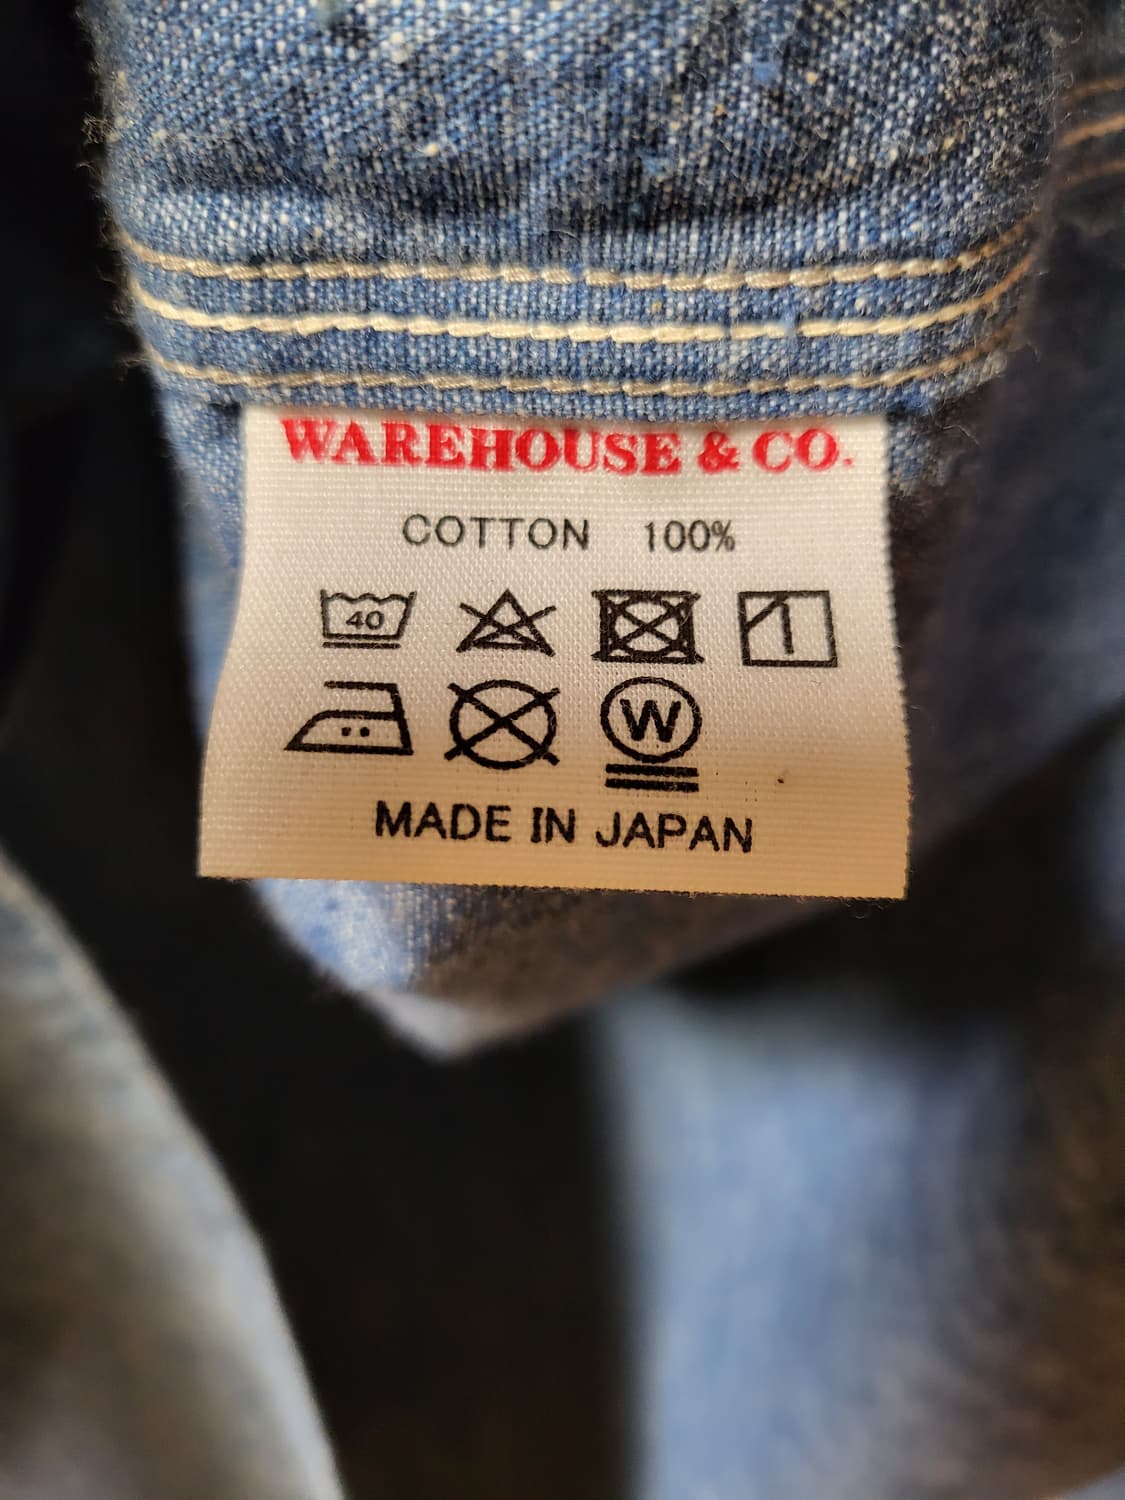 WAREHOUSE & CO.
COTTON 100%
40
W
MADE IN JAPAN